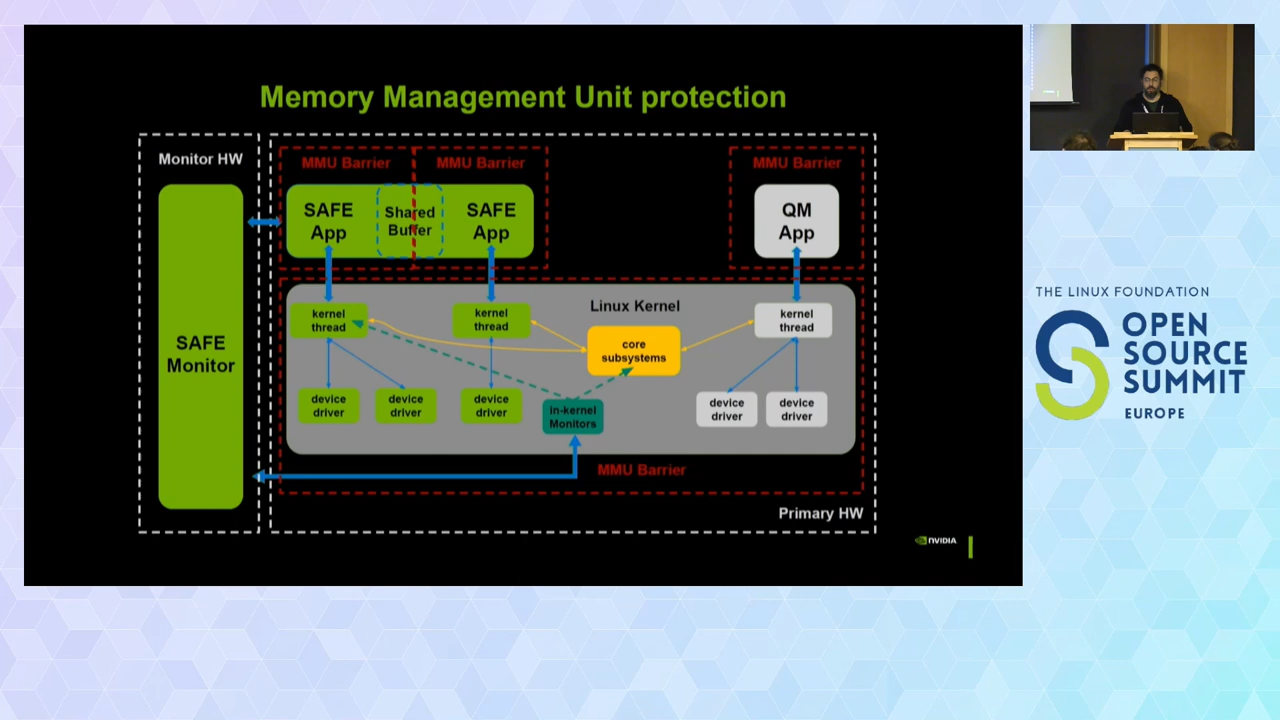 Memory Management Unit protection
Monitor HW
MMU Barrier
MMU Barrier
MMU Barrier
SAFE
App
Shared
Buffer
SAFE
App
QM
App
Linux Kernel
kernel
thread
kernel
thread
core
subsystems
kernel
thread
SAFE
Monitor
device
driver
device
driver
device
driver
in-kernel
Monitors
device
driver
device
driver
MMU Barrier
Primary HW
NVIDIA
THE LINUX FOUNDATION
OPEN
SOURCE
SUMMIT
EUROPE